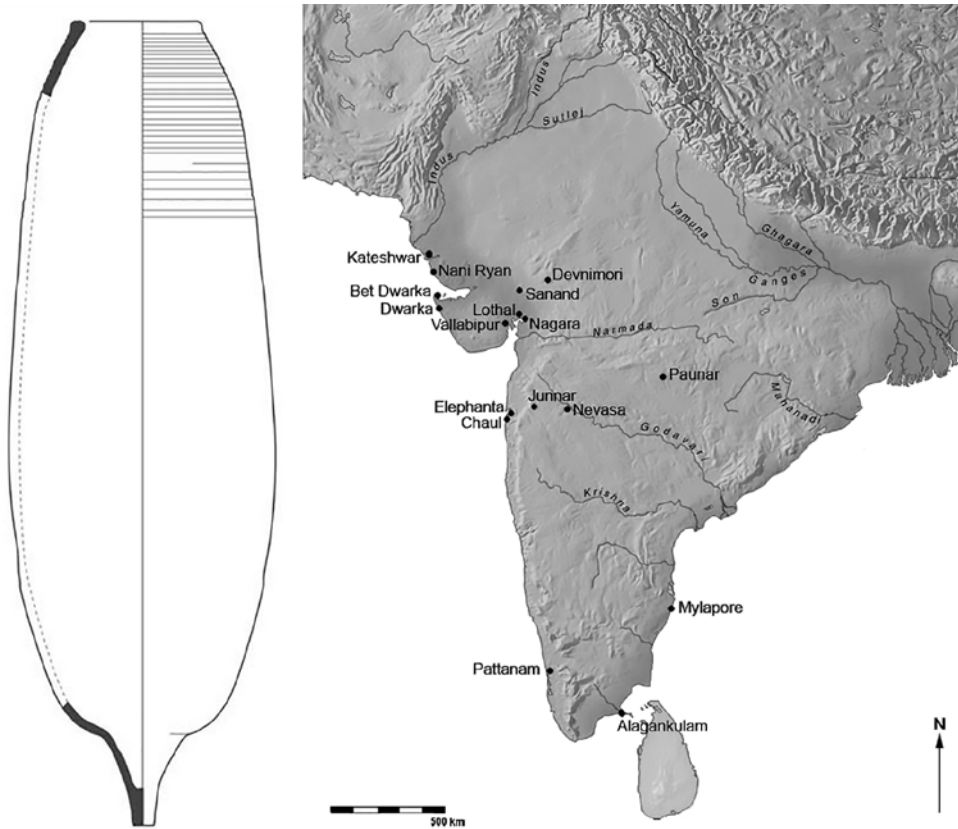 Indus
Sutlej
Indus
Yamuna
Ghagara
Ganges
Son
Kateshwar
Nani Ryan
Devnimori
Bet Dwarka
Sanand
Dwarka
Lothal
Vallabipur
Nagara
Narmada
Paunar
Mahanadi
Junnar
Elephanta
Nevasa
Chaul
Godavari
Krishna
Mylapore
Pattanam
Alagankulam
N
500 km